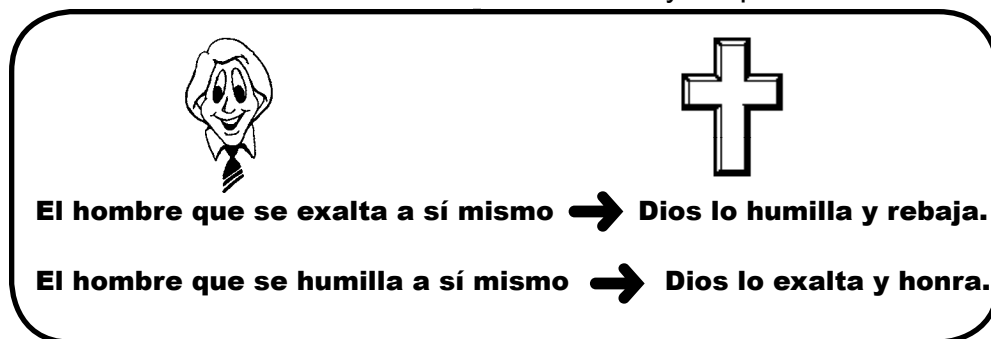 El hombre que se exalta a sí mismo ➔ Dios lo humilla y rebaja.
El hombre que se humilla a sí mismo ➔ Dios lo exalta y honra.